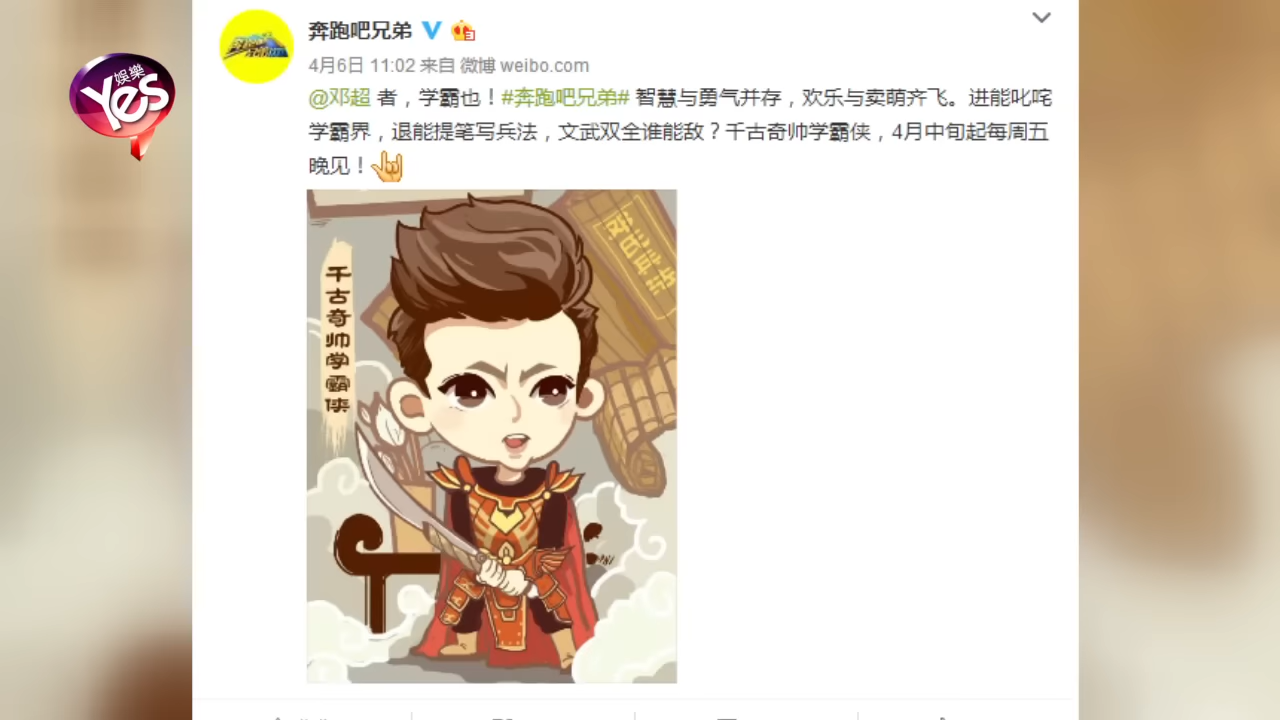 娛樂
Yes
奔跑吧兄弟 V 3
4月6日 11:02 来自 微博 weibo.com
@邓超 者，学霸也！#奔跑吧兄弟# 智慧与勇气并存，欢乐与卖萌齐飞。进能叱咤
学霸界，退能提笔写兵法，文武双全谁能敌？千古奇帅学霸侠，4月中旬起每周五
晚见！
千古奇帅学霸侠